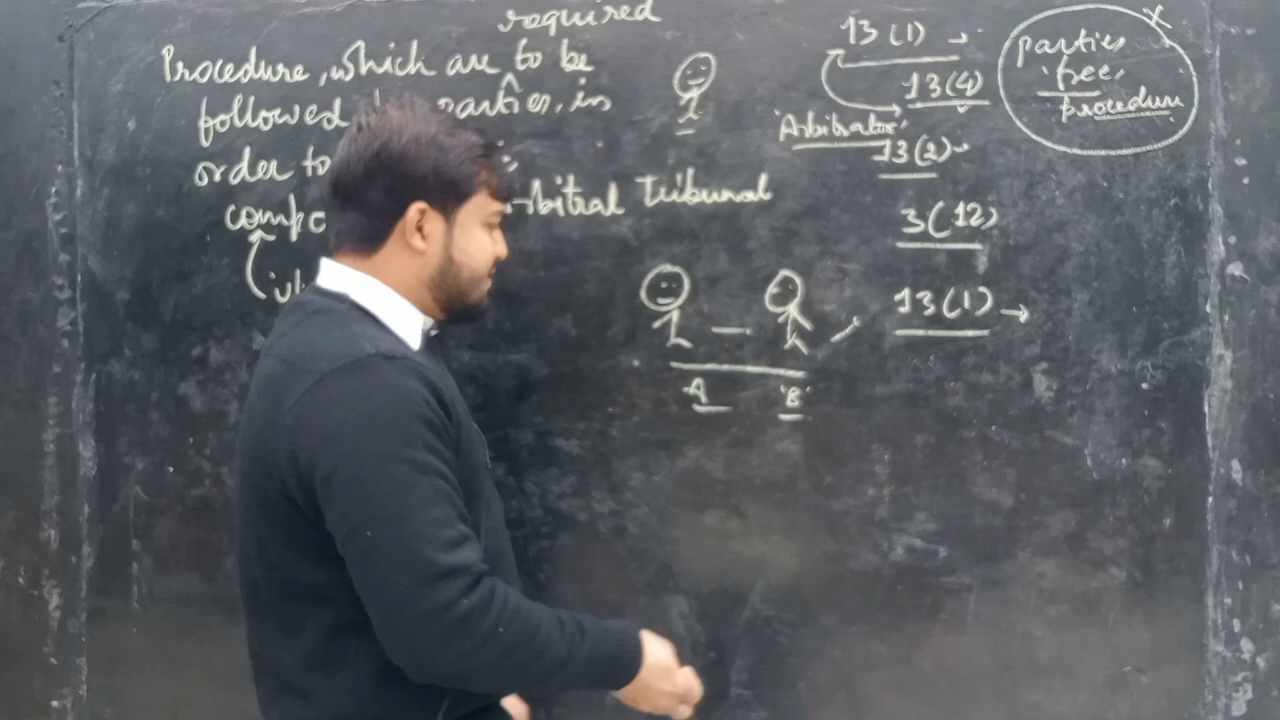 required
Procedure, which are to be
followed parties, in
order to
Arbitral Tribunal
13(1)
13(4)
'Arbitrator'
13(2)
3(12)
13(1) →
parties
free
procedure
x
A 'B'